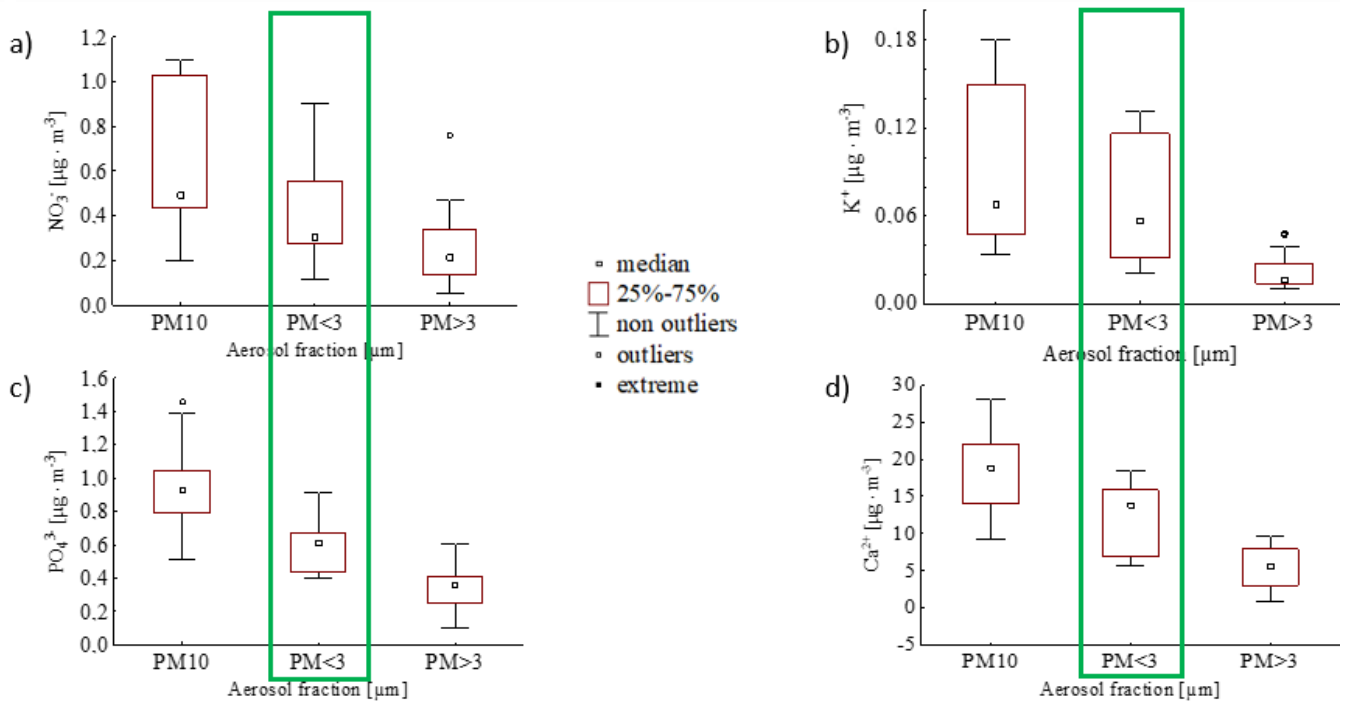 a)
NO₃⁻ [µg · m⁻³]
1.2
1.0
0.8
0.6
0.4
0.2
0.0
PM10 PM<3 PM>3
Aerosol fraction [µm]
b)
K⁺ [µg · m⁻³]
0.18
0.12
0.06
0.00
PM10 PM<3 PM>3
Aerosol fraction [µm]
median
25%-75%
non outliers
outliers
extreme
c)
PO₄³⁻ [µg · m⁻³]
1.6
1.4
1.2
1.0
0.8
0.6
0.4
0.2
0.0
PM10 PM<3 PM>3
Aerosol fraction [µm]
d)
Ca²⁺ [µg · m⁻³]
30
25
20
15
10
5
0
-5
PM10 PM<3 PM>3
Aerosol fraction [µm]